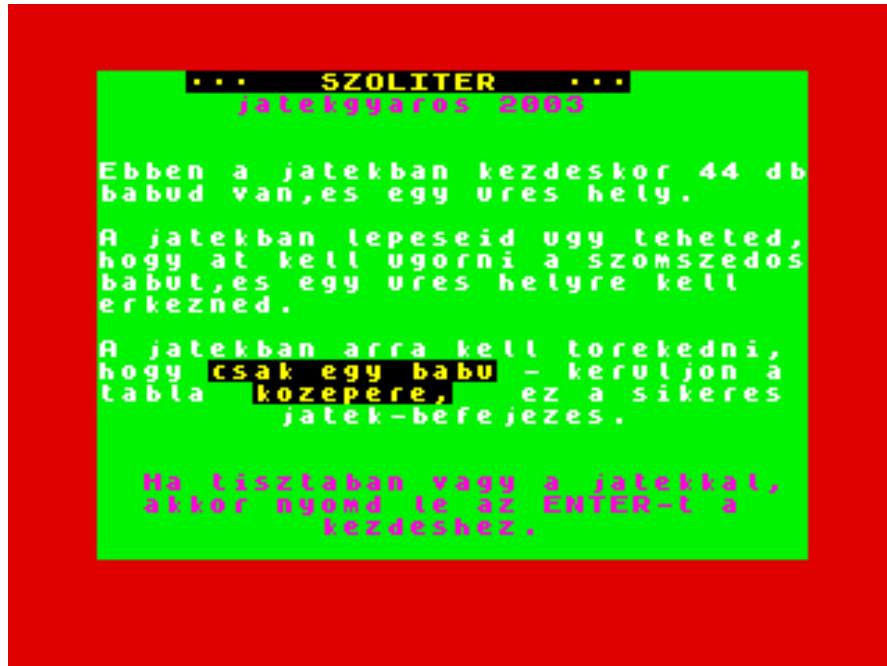 ... SZOLITER ...
jatekgyaros 2003
Ebben a jatekban kezdeskor 44 db
babud van,es egy ures hely.
A jatekban lepeseid ugy teheted,
hogy at kell ugorni a szomszedos
babut,es egy ures helyre kell
erkezned.
A jatekban arra kell torekedni,
hogy csak egy babu - keruljon a
tabla kozepere, ez a sikeres
jatek-befejezes.
Ha tisztaban vagy a jatekkal,
akkor nyomd le az ENTER-t a
kezdeshez.